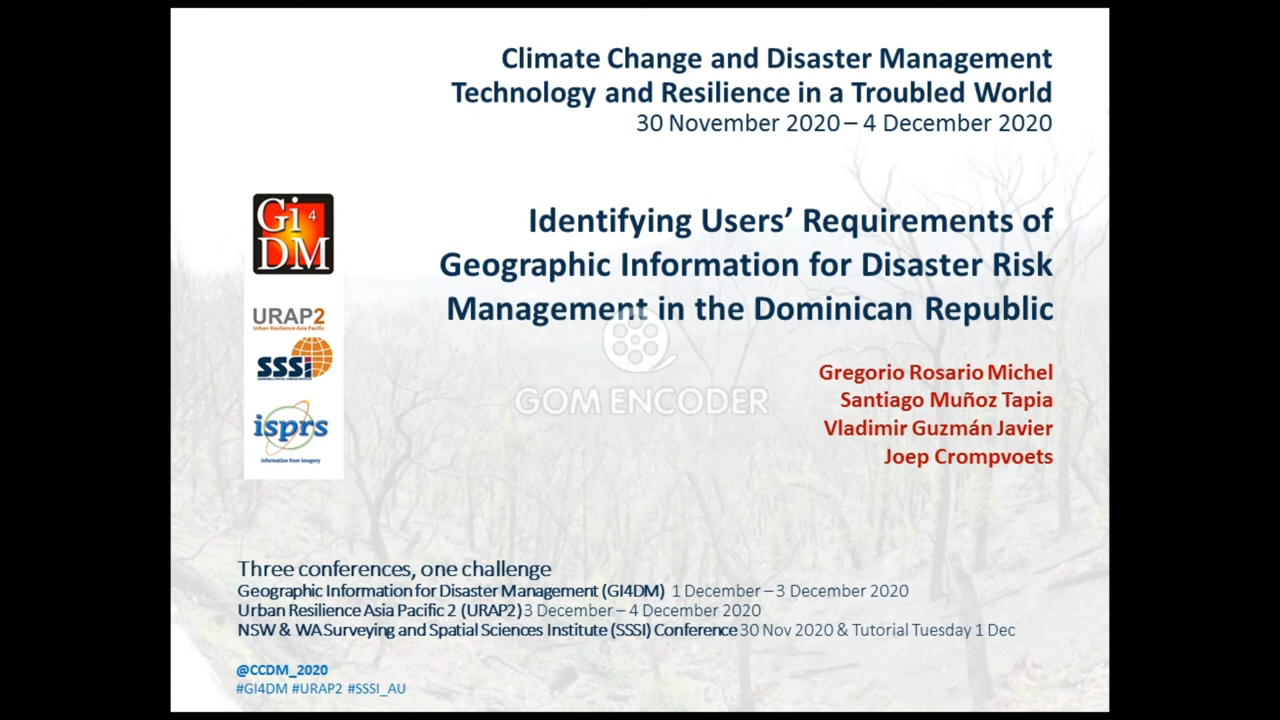 Climate Change and Disaster Management
Technology and Resilience in a Troubled World
30 November 2020 – 4 December 2020
Gi4
DM
URAP2
Urban Resilience Asia Pacific
SSSI
isprs
information from imagery
Identifying Users’ Requirements of
Geographic Information for Disaster Risk
Management in the Dominican Republic
GOM ENCODER
Gregorio Rosario Michel
Santiago Muñoz Tapia
Vladimir Guzmán Javier
Joep Crompvoets
Three conferences, one challenge
Geographic Information for Disaster Management (GI4DM) 1 December – 3 December 2020
Urban Resilience Asia Pacific 2 (URAP2) 3 December – 4 December 2020
NSW & WA Surveying and Spatial Sciences Institute (SSSI) Conference 30 Nov 2020 & Tutorial Tuesday 1 Dec
@CCDM_2020
#GI4DM #URAP2 #SSSI_AU